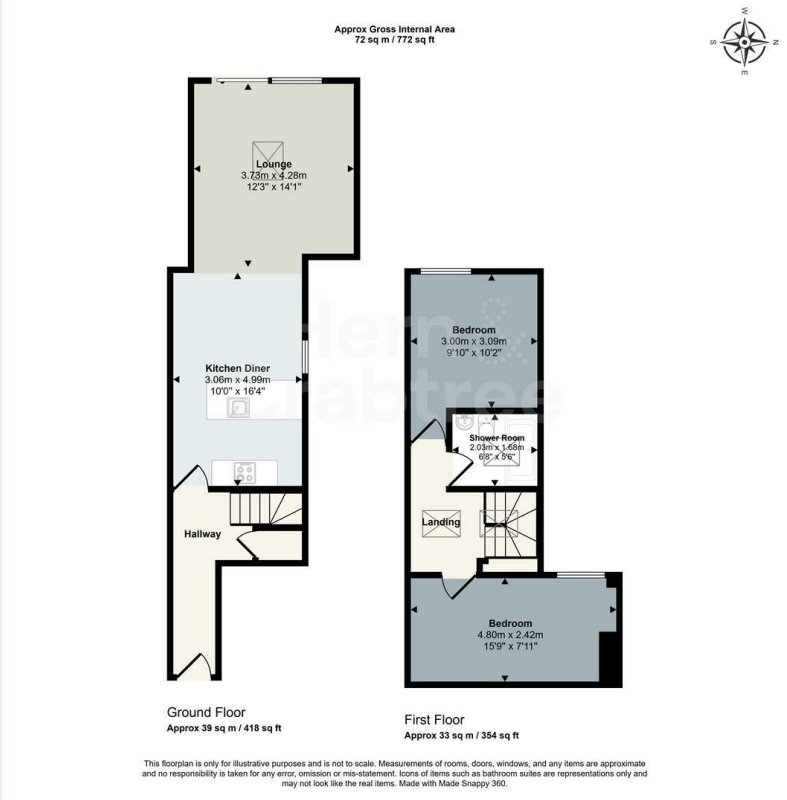 Approx Gross Internal Area
72 sq m / 772 sq ft
W
S
N
E
Lounge
3.73m x 4.28m
12'3" x 14'1"
Kitchen Diner
3.06m x 4.99m
10'0" x 16'4"
Hallway
Bedroom
3.00m x 3.09m
9'10" x 10'2"
Shower Room
2.03m x 1.68m
6'8" x 5'6"
Landing
Bedroom
4.80m x 2.42m
15'9" x 7'11"
Hern &
Crabtree
Ground Floor
Approx 39 sq m / 418 sq ft
First Floor
Approx 33 sq m / 354 sq ft
This floorplan is only for illustrative purposes and is not to scale. Measurements of rooms, doors, windows, and any items are approximate
and no responsibility is taken for any error, omission or mis-statement. Icons of items such as bathroom suites are representations only and
may not look like the real items. Made with Made Snappy 360.